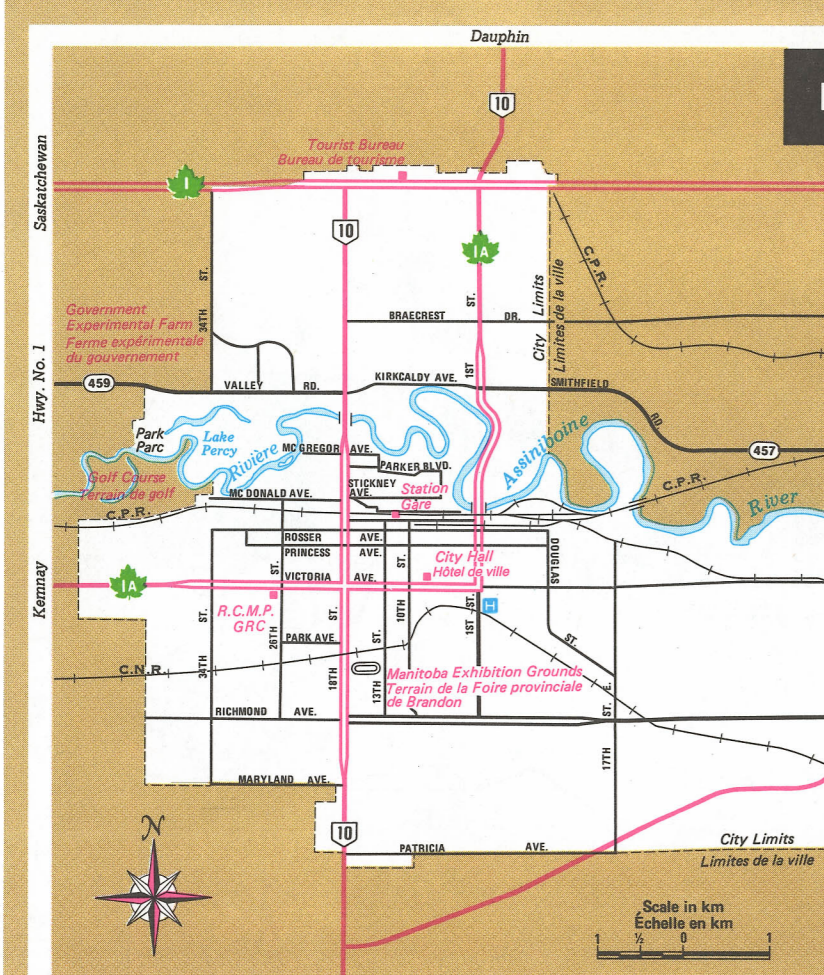 Dauphin
10
Tourist Bureau
Bureau de tourisme
Saskatchewan
1
10
1A
C.P.R.
34TH ST.
1ST ST.
City Limits
Limites de la ville
Government
Experimental Farm
Ferme expérimentale
du gouvernement
BRAECREST DR.
Hwy. No. 1
459
VALLEY RD.
KIRKCALDY AVE.
SMITHFIELD RD.
Park
Parc
Lake
Percy
Rivière
Assiniboine
River
MC GREGOR AVE.
PARKER BLVD.
457
Golf Course
Terrain de golf
STICKNEY AVE.
Station
Gare
MC DONALD AVE.
C.P.R.
C.P.R.
ROSSER AVE.
PRINCESS AVE.
City Hall
Hôtel de ville
DOUGLAS ST.
Kemnay
1A
VICTORIA AVE.
R.C.M.P.
GRC
H
34TH ST.
26TH ST.
18TH ST.
13TH ST.
10TH ST.
1ST ST.
PARK AVE.
C.N.R.
Manitoba Exhibition Grounds
Terrain de la Foire provinciale
de Brandon
17TH ST. E.
RICHMOND AVE.
MARYLAND AVE.
N
10
PATRICIA AVE.
City Limits
Limites de la ville
Scale in km
Échelle en km
1 ½ 0 1